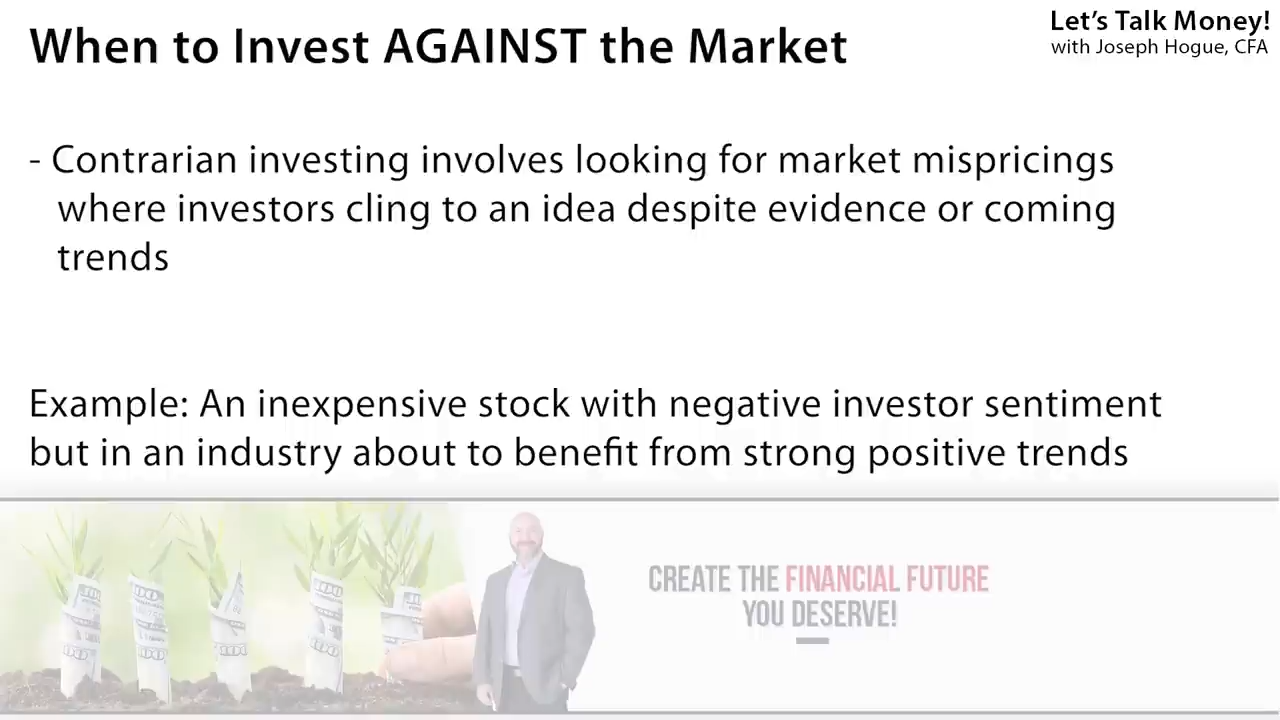 When to Invest AGAINST the Market
Let's Talk Money!
with Joseph Hogue, CFA
- Contrarian investing involves looking for market mispricings
where investors cling to an idea despite evidence or coming
trends
Example: An inexpensive stock with negative investor sentiment
but in an industry about to benefit from strong positive trends
CREATE THE FINANCIAL FUTURE
YOU DESERVE!